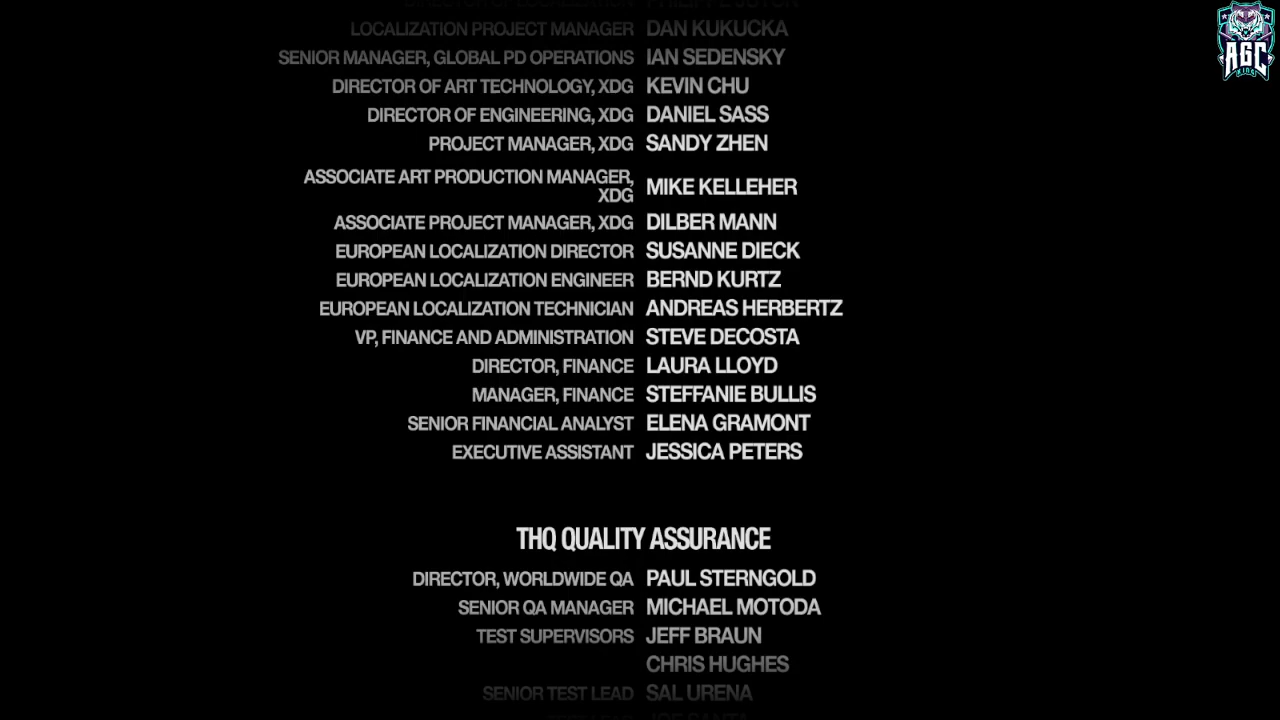 DIRECTOR OF LOCALIZATION
LOCALIZATION PROJECT MANAGER DAN KUKUCKA
SENIOR MANAGER, GLOBAL PD OPERATIONS IAN SEDENSKY
DIRECTOR OF ART TECHNOLOGY, XDG KEVIN CHU
DIRECTOR OF ENGINEERING, XDG DANIEL SASS
PROJECT MANAGER, XDG SANDY ZHEN
ASSOCIATE ART PRODUCTION MANAGER,
XDG MIKE KELLEHER
ASSOCIATE PROJECT MANAGER, XDG DILBER MANN
EUROPEAN LOCALIZATION DIRECTOR SUSANNE DIECK
EUROPEAN LOCALIZATION ENGINEER BERND KURTZ
EUROPEAN LOCALIZATION TECHNICIAN ANDREAS HERBERTZ
VP, FINANCE AND ADMINISTRATION STEVE DECOSTA
DIRECTOR, FINANCE LAURA LLOYD
MANAGER, FINANCE STEFFANIE BULLIS
SENIOR FINANCIAL ANALYST ELENA GRAMONT
EXECUTIVE ASSISTANT JESSICA PETERS
THQ QUALITY ASSURANCE
DIRECTOR, WORLDWIDE QA PAUL STERNGOLD
SENIOR QA MANAGER MICHAEL MOTODA
TEST SUPERVISORS JEFF BRAUN
CHRIS HUGHES
SENIOR TEST LEAD SAL URENA
AGC